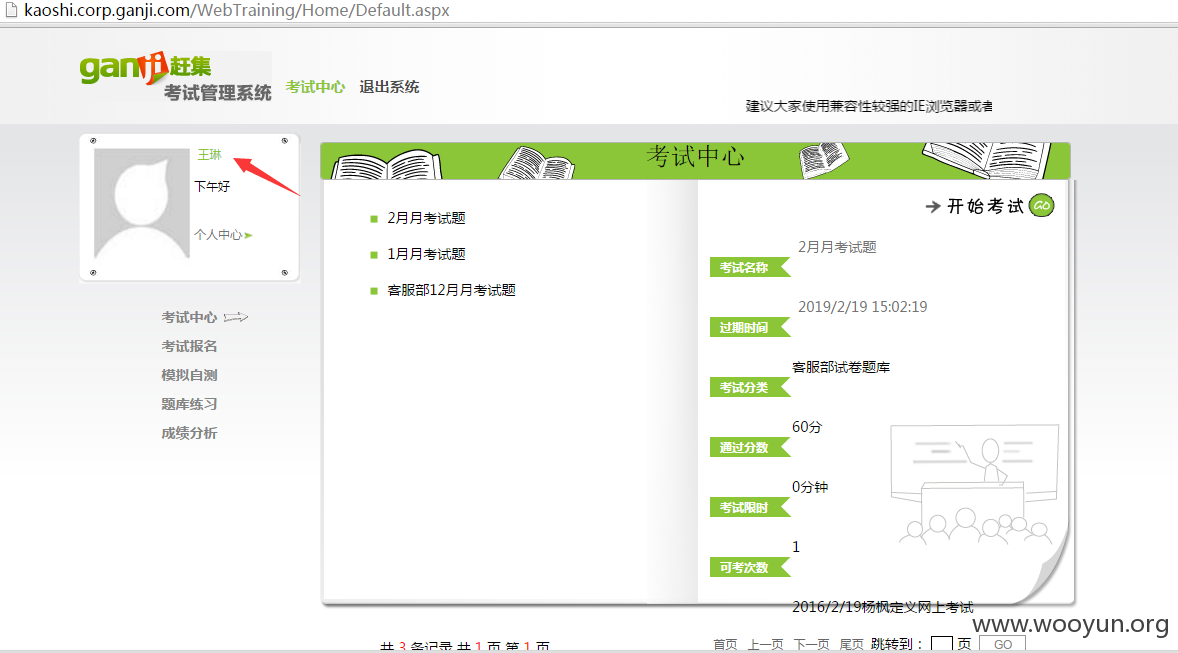 kaoshi.corp.ganji.com/WebTraining/Home/Default.aspx
ganji赶集
考试管理系统
考试中心 退出系统
建议大家使用兼容性较强的IE浏览器或者
王琳
下午好
个人中心
考试中心
考试报名
模拟自测
题库练习
成绩分析
考试中心
2月月考试题
1月月考试题
客服部12月月考试题
开始考试 GO
2月月考试题
考试名称
2019/2/19 15:02:19
过期时间
客服部试卷题库
考试分类
60分
通过分数
0分钟
考试限时
1
可考次数
2016/2/19杨枫定义网上考试
共 3 条记录 共 1 页 第 1 页
首页 上一页 下一页 尾页 跳转到： 页 GO
www.wooyun.org